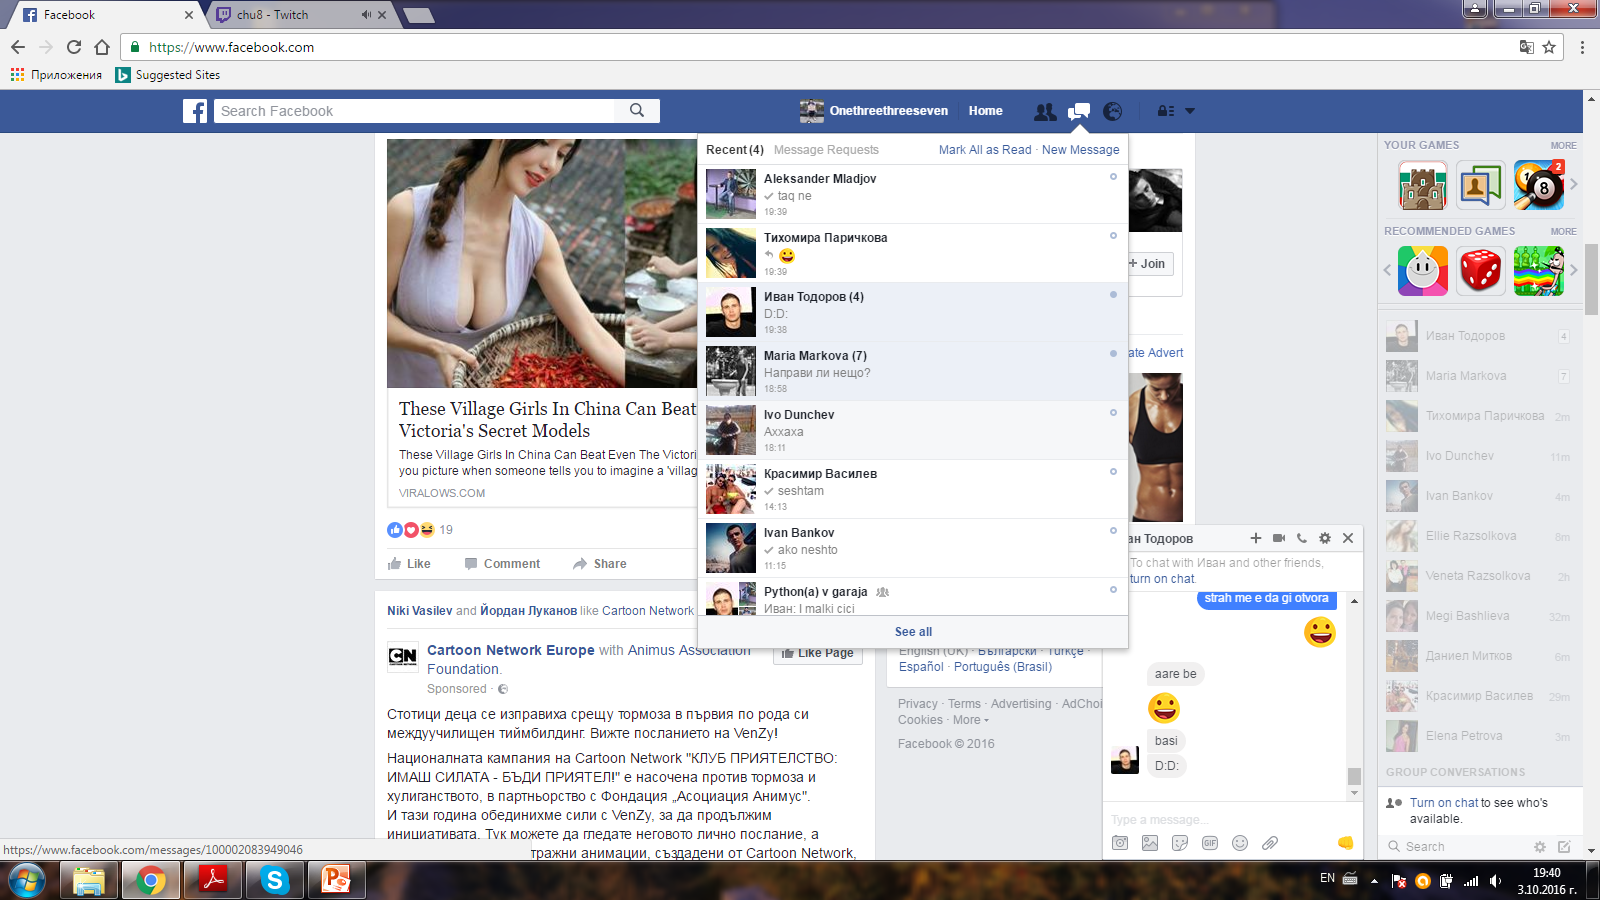 Facebook
chu8 - Twitch
https://www.facebook.com
Приложения
Suggested Sites
Search Facebook
Onethreethreeseven
Home
These Village Girls In China Can Beat
Victoria's Secret Models
These Village Girls In China Can Beat Even The Victori
you picture when someone tells you to imagine a 'villag
VIRALOWS.COM
19
Like
Comment
Share
Niki Vasilev and Йордан Луканов like Cartoon Network
Cartoon Network Europe with Animus Association
Foundation.
Sponsored ·
Like Page
CN
Стотици деца се изправиха срещу тормоза в първия по рода си
междуучилищен тиймбилдинг. Вижте посланието на VenZy!
Националната кампания на Cartoon Network "КЛУБ ПРИЯТЕЛСТВО:
ИМАШ СИЛАТА - БЪДИ ПРИЯТЕЛ!" е насочена против тормоза и
хулиганството, в партньорство с Фондация „Асоциация Анимус".
И тази година обединихме сили с VenZy, за да продължим
инициативата. Тук можете да гледате неговото лично послание, а
тражни анимации, създадени от Cartoon Network,
https://www.facebook.com/messages/100002083949046
Recent (4)
Message Requests
Mark All as Read · New Message
Aleksander Mladjov
taq ne
19:39
Тихомира Паричкова
19:39
Иван Тодоров (4)
D:D:
19:38
Maria Markova (7)
Направи ли нещо?
18:58
Ivo Dunchev
Аххаха
18:11
Красимир Василев
seshtam
14:13
Ivan Bankov
ako neshto
11:15
Python(a) v garaja
Иван: I malki cici
See all
+ Join
ate Advert
English (UK) · Български · Türkçe ·
Español · Português (Brasil)
Privacy · Terms · Advertising · AdChoi
Cookies · More
Facebook © 2016
ан Тодоров
To chat with Иван and other friends,
turn on chat.
strah me e da gi otvora
aare be
basi
D:D:
Type a message...
GIF
YOUR GAMES
MORE
1
8
2
RECOMMENDED GAMES
MORE
Иван Тодоров
4
Maria Markova
7
Тихомира Паричкова
2m
Ivo Dunchev
11m
Ivan Bankov
4m
Ellie Razsolkova
8m
Veneta Razsolkova
2h
Megi Bashlieva
32m
Даниел Митков
6m
Красимир Василев
29m
Elena Petrova
3m
GROUP CONVERSATIONS
Turn on chat to see who's
available.
Search
EN
19:40
3.10.2016 г.